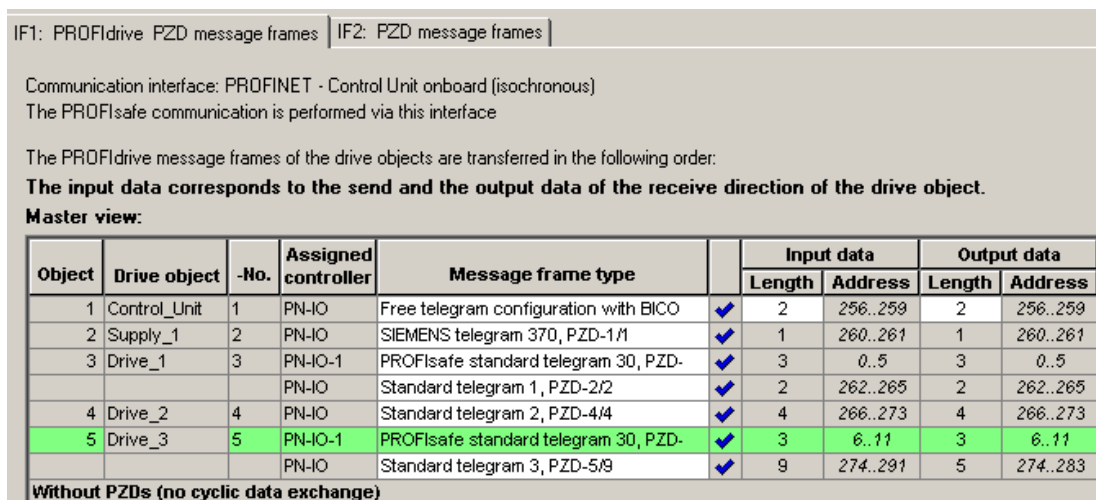 IF1: PROFIdrive PZD message frames IF2: PZD message frames
Communication interface: PROFINET - Control Unit onboard (isochronous)
The PROFIsafe communication is performed via this interface
The PROFIdrive message frames of the drive objects are transferred in the following order:
The input data corresponds to the send and the output data of the receive direction of the drive object.
Master view:
Object Drive object -No. Assigned controller Message frame type Input data Output data
Length Address Length Address
1 Control_Unit 1 PN-IO Free telegram configuration with BICO 2 256..259 2 256..259
2 Supply_1 2 PN-IO SIEMENS telegram 370, PZD-1/1 1 260..261 1 260..261
3 Drive_1 3 PN-IO-1 PROFIsafe standard telegram 30, PZD- 3 0..5 3 0..5
PN-IO Standard telegram 1, PZD-2/2 2 262..265 2 262..265
4 Drive_2 4 PN-IO Standard telegram 2, PZD-4/4 4 266..273 4 266..273
5 Drive_3 5 PN-IO-1 PROFIsafe standard telegram 30, PZD- 3 6..11 3 6..11
PN-IO Standard telegram 3, PZD-5/9 9 274..291 5 274..283
Without PZDs (no cyclic data exchange)